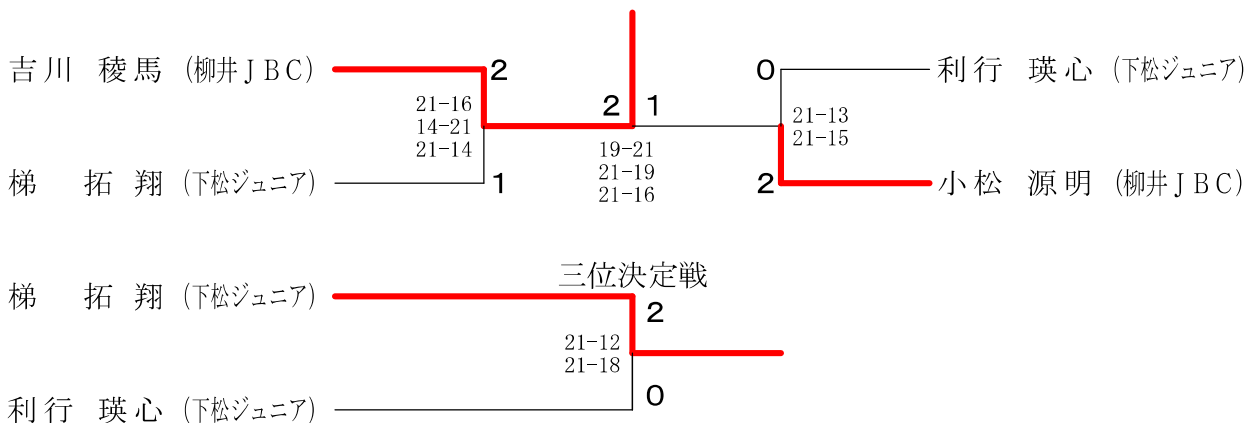 吉川 稜馬 (柳井ＪＢＣ)
2
21-16
14-21
21-14
梯 拓翔 (下松ジュニア)
1
2 1
19-21
21-19
21-16
0
利行 瑛心 (下松ジュニア)
21-13
21-15
2
小松 源明 (柳井ＪＢＣ)
三位決定戦
梯 拓翔 (下松ジュニア)
2
21-12
21-18
利行 瑛心 (下松ジュニア)
0